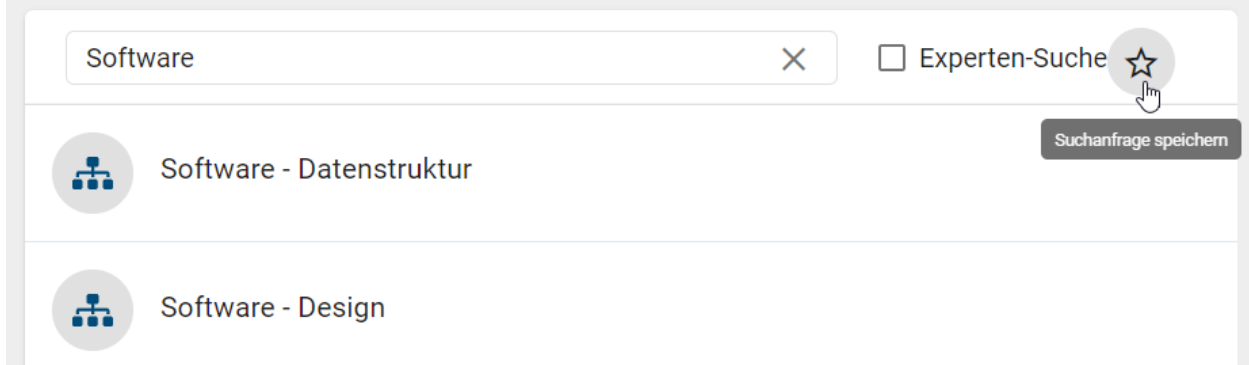 Software
Experten-Suche
Suchanfrage speichern
Software - Datenstruktur
Software - Design